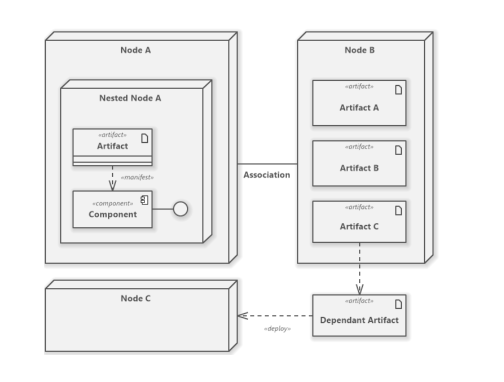 Node A
Nested Node A
«artifact»
Artifact
«manifest»
«component»
Component
Association
Node B
Artifact A
«artifact»
Artifact B
«artifact»
Artifact C
«artifact»
«artifact»
Dependant Artifact
«deploy»
Node C